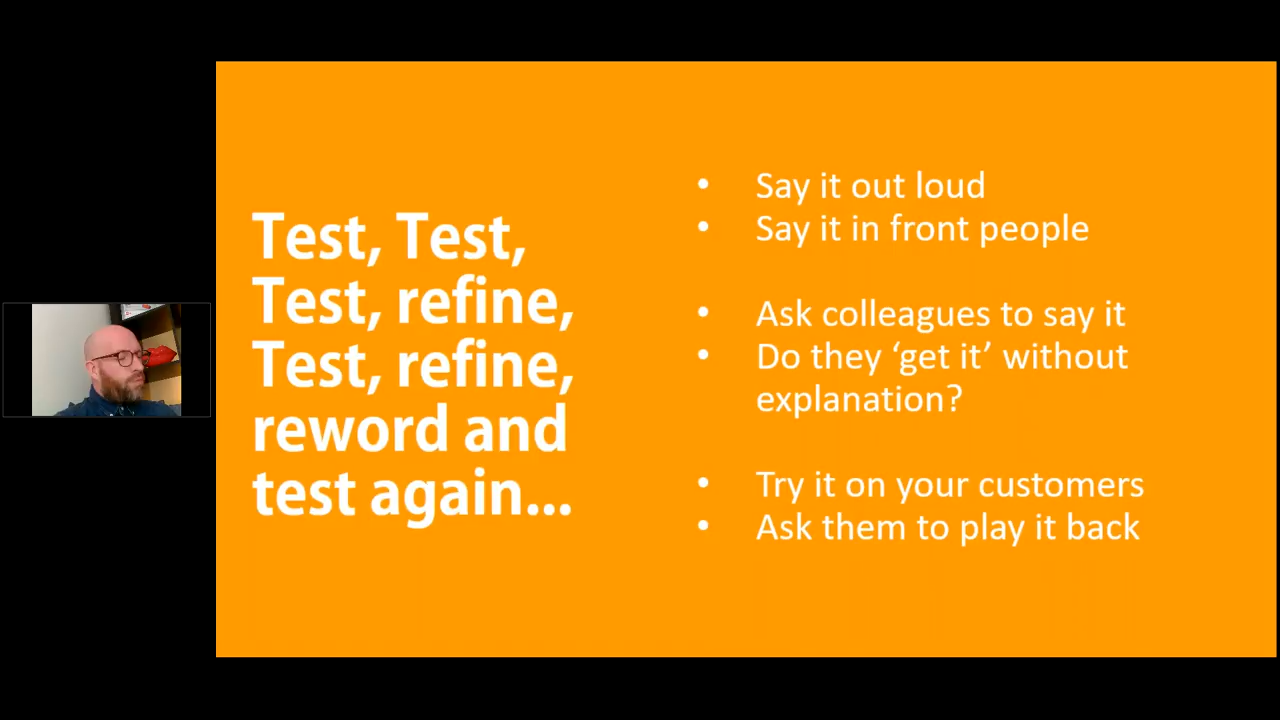 Test, Test,
Test, refine,
Test, refine,
reword and
test again...
• Say it out loud
• Say it in front people
• Ask colleagues to say it
• Do they ‘get it’ without
explanation?
• Try it on your customers
• Ask them to play it back